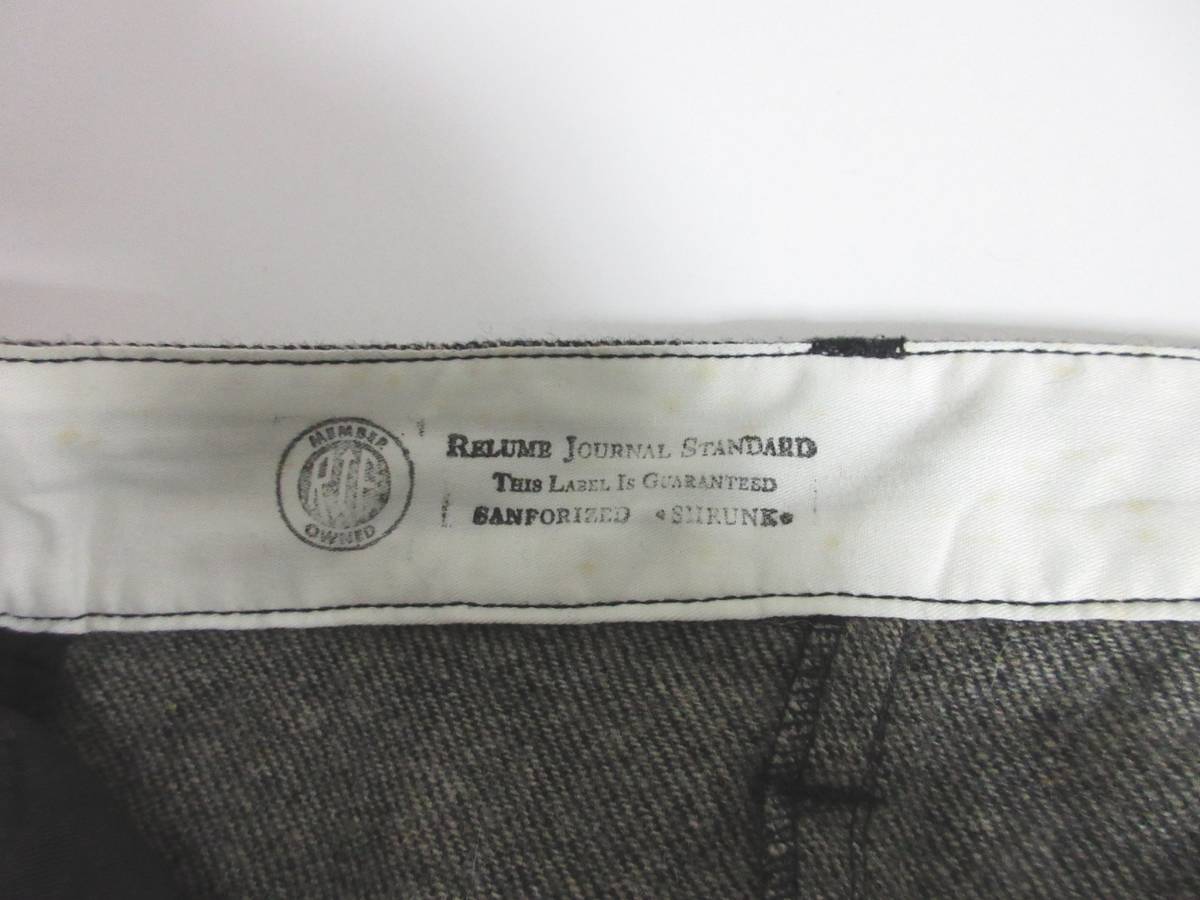 MEMBER
OWNED
RELUME JOURNAL STANDARD
THIS LABEL IS GUARANTEED
SANFORIZED SHRUNK